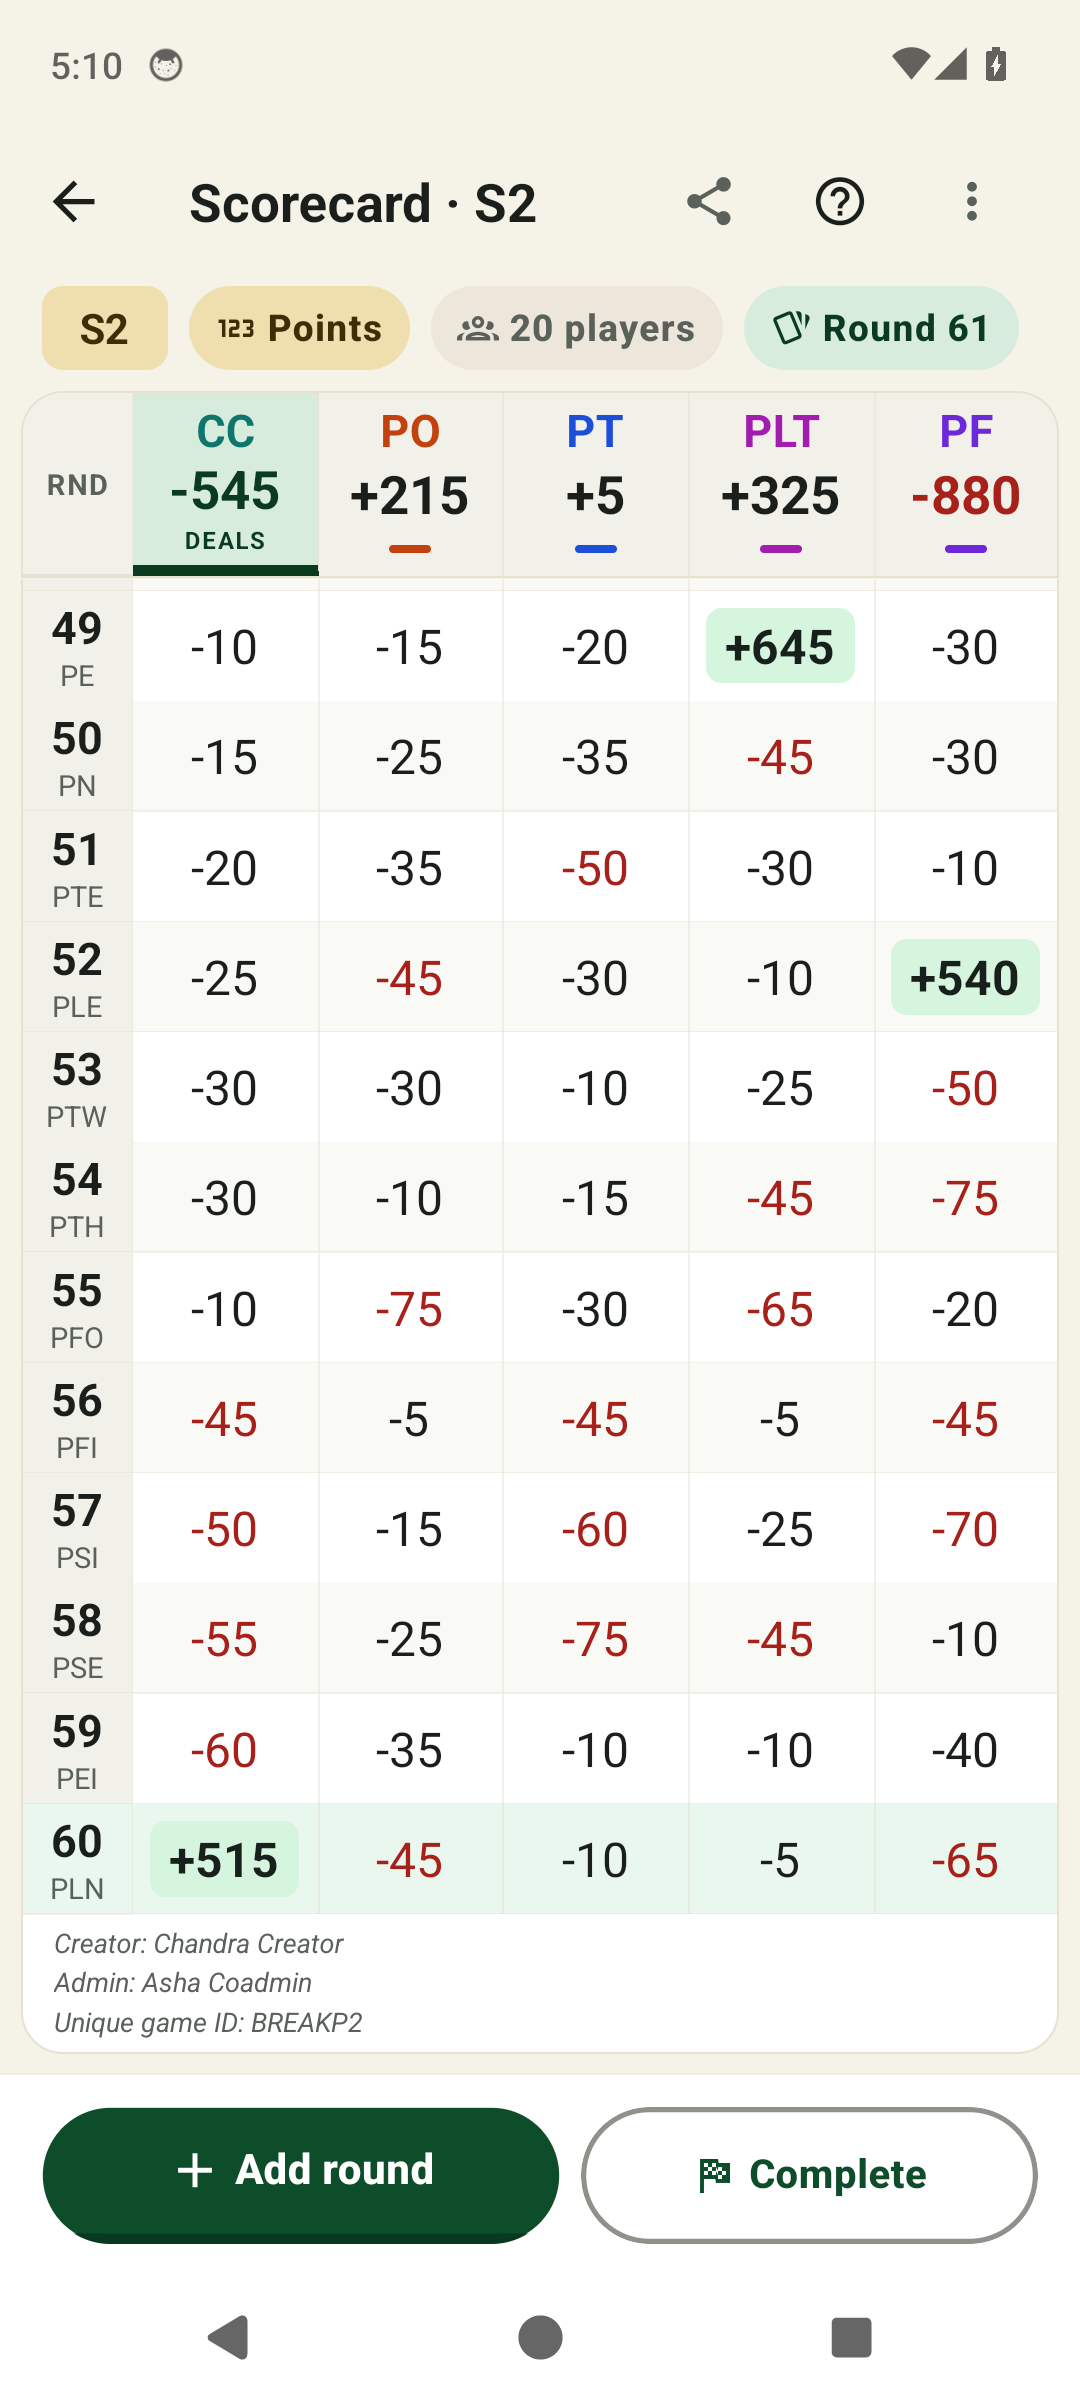 5:10
Scorecard · S2
S2
123 Points
20 players
Round 61
RND CC PO PT PLT PF
-545 +215 +5 +325 -880
DEALS
49 -10 -15 -20 +645 -30
PE
50 -15 -25 -35 -45 -30
PN
51 -20 -35 -50 -30 -10
PTE
52 -25 -45 -30 -10 +540
PLE
53 -30 -30 -10 -25 -50
PTW
54 -30 -10 -15 -45 -75
PTH
55 -10 -75 -30 -65 -20
PFO
56 -45 -5 -45 -5 -45
PFI
57 -50 -15 -60 -25 -70
PSI
58 -55 -25 -75 -45 -10
PSE
59 -60 -35 -10 -10 -40
PEI
60 +515 -45 -10 -5 -65
PLN
Creator: Chandra Creator
Admin: Asha Coadmin
Unique game ID: BREAKP2
+ Add round
Complete